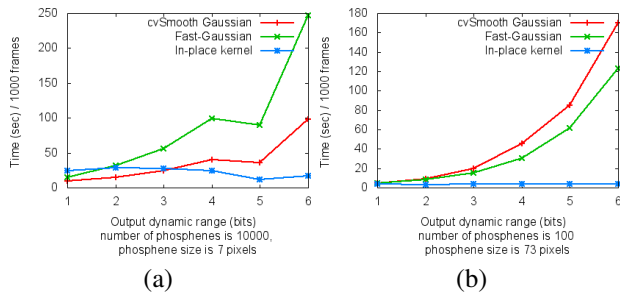 cvSmooth Gaussian
Fast-Gaussian
In-place kernel
Time (sec) / 1000 frames
250
200
150
100
50
0
1 2 3 4 5 6
Output dynamic range (bits)
number of phosphenes is 10000,
phosphene size is 7 pixels
(a)
cvSmooth Gaussian
Fast-Gaussian
In-place kernel
Time (sec) / 1000 frames
180
160
140
120
100
80
60
40
20
0
1 2 3 4 5 6
Output dynamic range (bits)
number of phosphenes is 100
phosphene size is 73 pixels
(b)